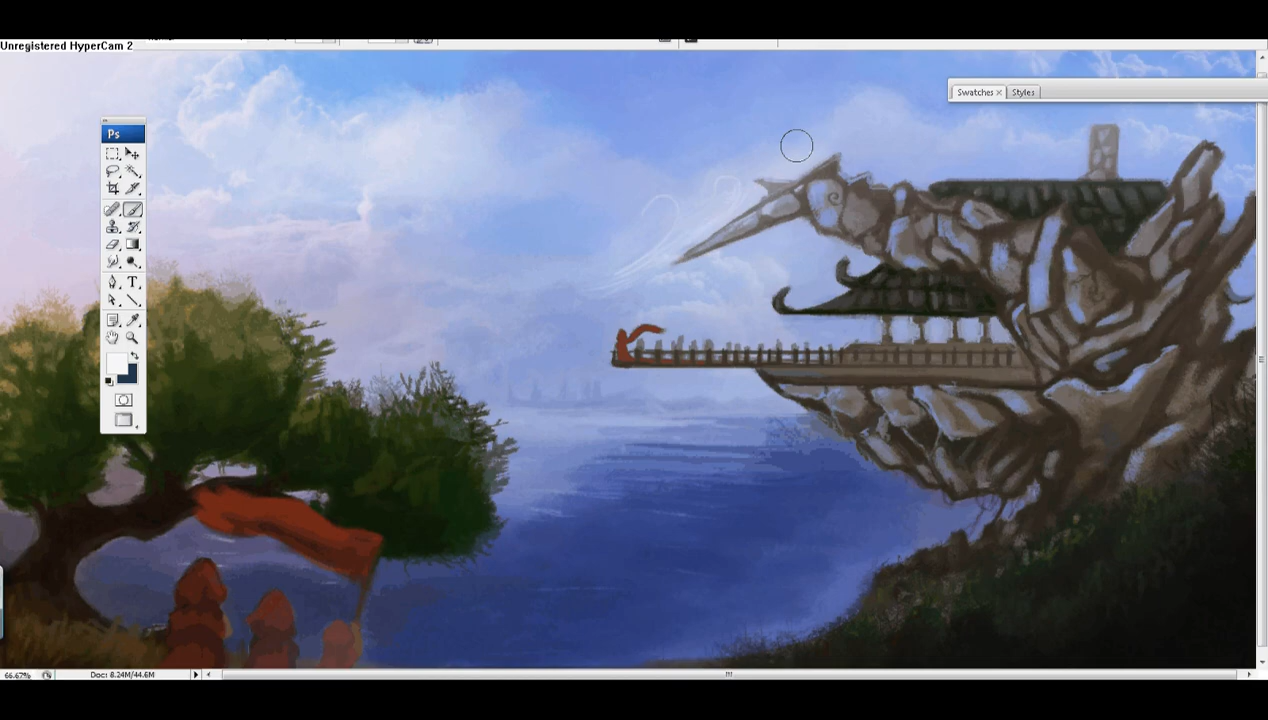 Unregistered HyperCam 2
Swatches × Styles
Ps
T
66.67% Doc: 8.24M/44.6M